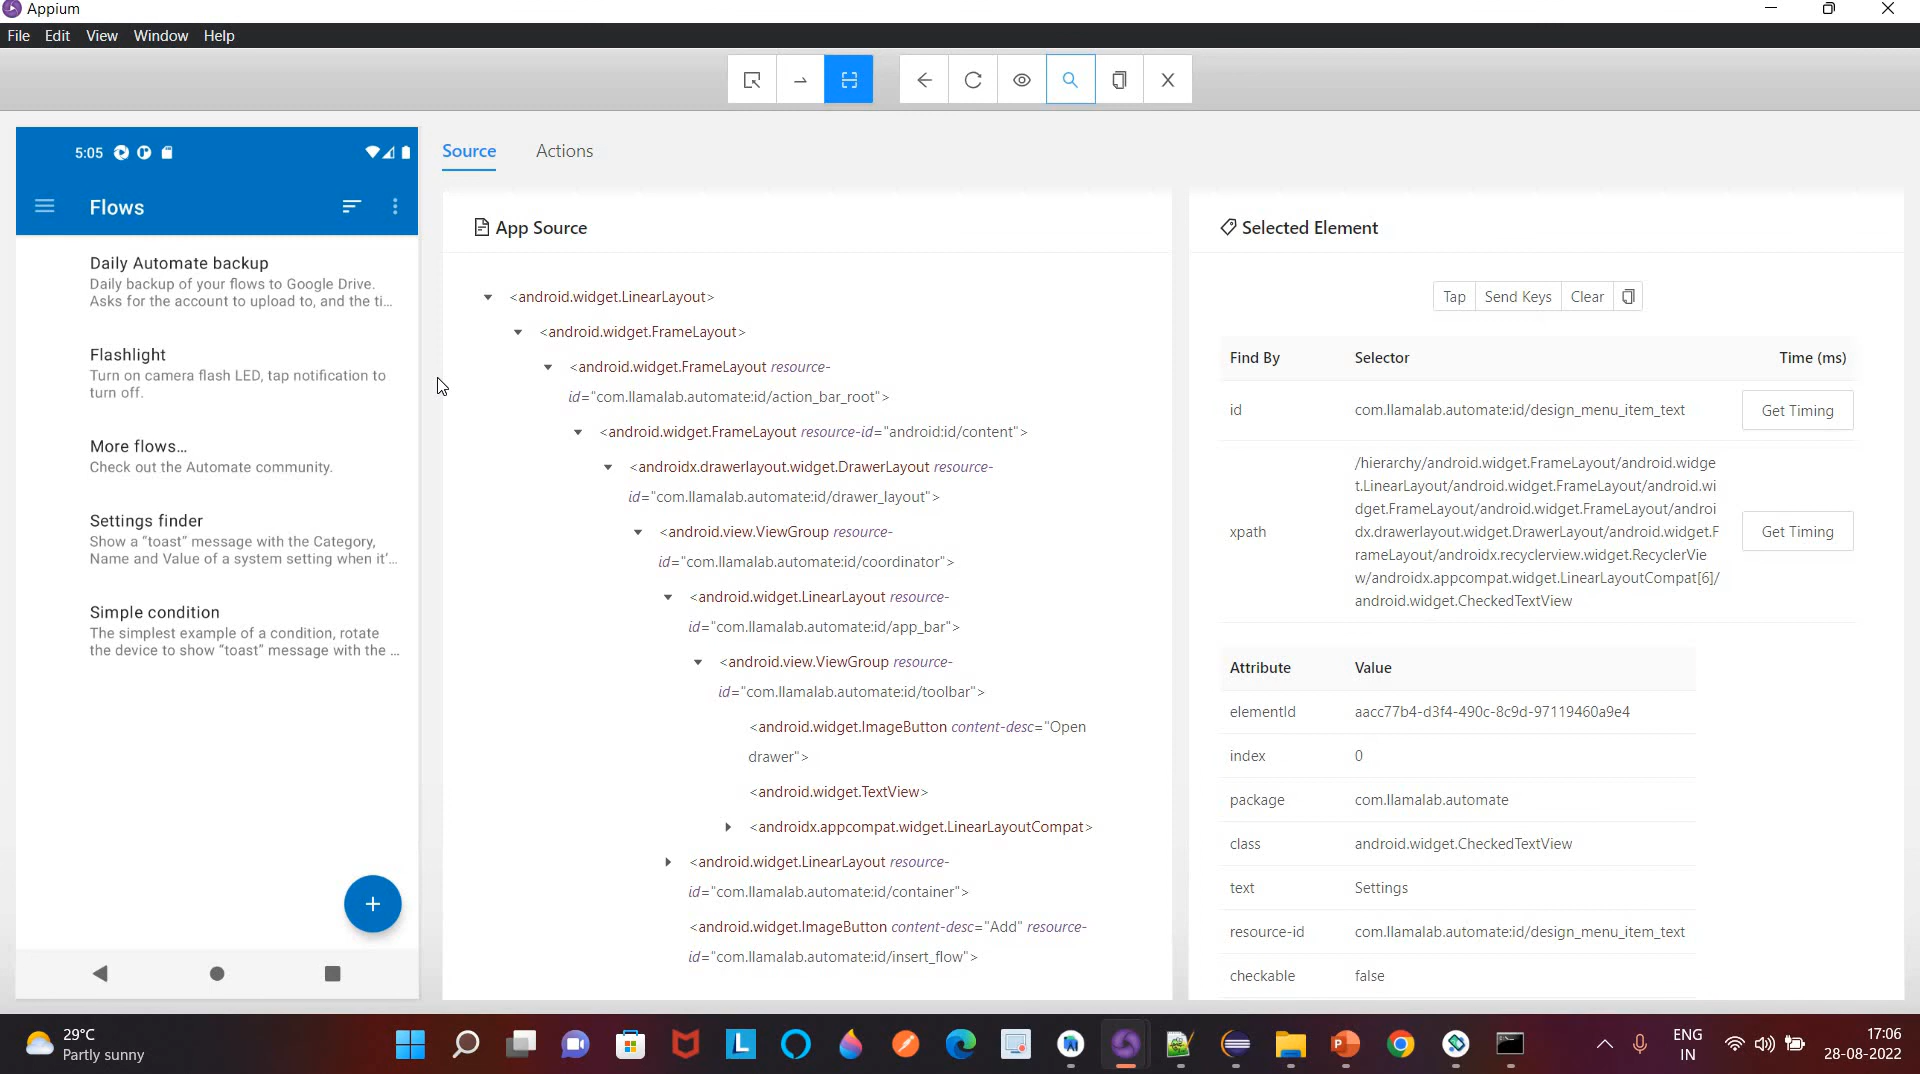 Appium
File Edit View Window Help
5:05
Flows
Daily Automate backup
Daily backup of your flows to Google Drive.
Asks for the account to upload to, and the ti...
Flashlight
Turn on camera flash LED, tap notification to
turn off.
More flows...
Check out the Automate community.
Settings finder
Show a “toast” message with the Category,
Name and Value of a system setting when it’...
Simple condition
The simplest example of a condition, rotate
the device to show “toast” message with the ...
Source Actions
App Source
<android.widget.LinearLayout>
<android.widget.FrameLayout>
<android.widget.FrameLayout resource-
id="com.llamalab.automate:id/action_bar_root">
<android.widget.FrameLayout resource-id="android:id/content">
<androidx.drawerlayout.widget.DrawerLayout resource-
id="com.llamalab.automate:id/drawer_layout">
<android.view.ViewGroup resource-
id="com.llamalab.automate:id/coordinator">
<android.widget.LinearLayout resource-
id="com.llamalab.automate:id/app_bar">
<android.view.ViewGroup resource-
id="com.llamalab.automate:id/toolbar">
<android.widget.ImageButton content-desc="Open
drawer">
<android.widget.TextView>
<androidx.appcompat.widget.LinearLayoutCompat>
<android.widget.LinearLayout resource-
id="com.llamalab.automate:id/container">
<android.widget.ImageButton content-desc="Add" resource-
id="com.llamalab.automate:id/insert_flow">
Selected Element
Tap Send Keys Clear
Find By Selector Time (ms)
id com.llamalab.automate:id/design_menu_item_text Get Timing
/hierarchy/android.widget.FrameLayout/android.widge
t.LinearLayout/android.widget.FrameLayout/android.wi
dget.FrameLayout/android.widget.FrameLayout/androi
xpath dx.drawerlayout.widget.DrawerLayout/android.widget.F Get Timing
rameLayout/androidx.recyclerview.widget.RecyclerVie
w/androidx.appcompat.widget.LinearLayoutCompat[6]/
android.widget.CheckedTextView
Attribute Value
elementId aacc77b4-d3f4-490c-8c9d-97119460a9e4
index 0
package com.llamalab.automate
class android.widget.CheckedTextView
text Settings
resource-id com.llamalab.automate:id/design_menu_item_text
checkable false
29°C
Partly sunny
ENG
IN
17:06
28-08-2022